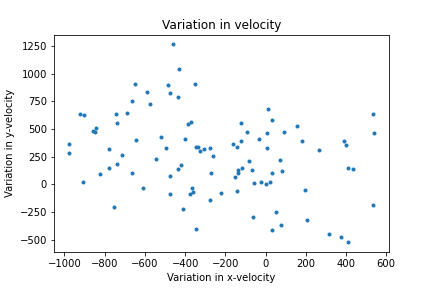 Variation in velocity
1250
1000
750
500
250
0
−250
−500
Variation in y-velocity
−1000 −800 −600 −400 −200 0 200 400 600
Variation in x-velocity